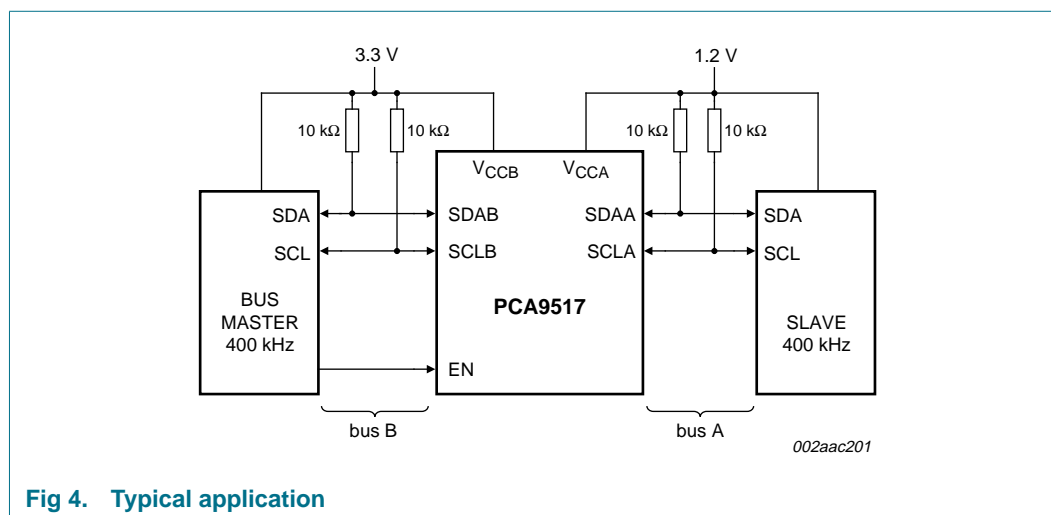 3.3 V
1.2 V
10 kΩ
10 kΩ
10 kΩ
10 kΩ
VCCB
VCCA
SDA
SDAB
SDAA
SDA
SCL
SCLB
SCLA
SCL
PCA9517
BUS
MASTER
400 kHz
SLAVE
400 kHz
EN
bus B
bus A
002aac201
Fig 4. Typical application